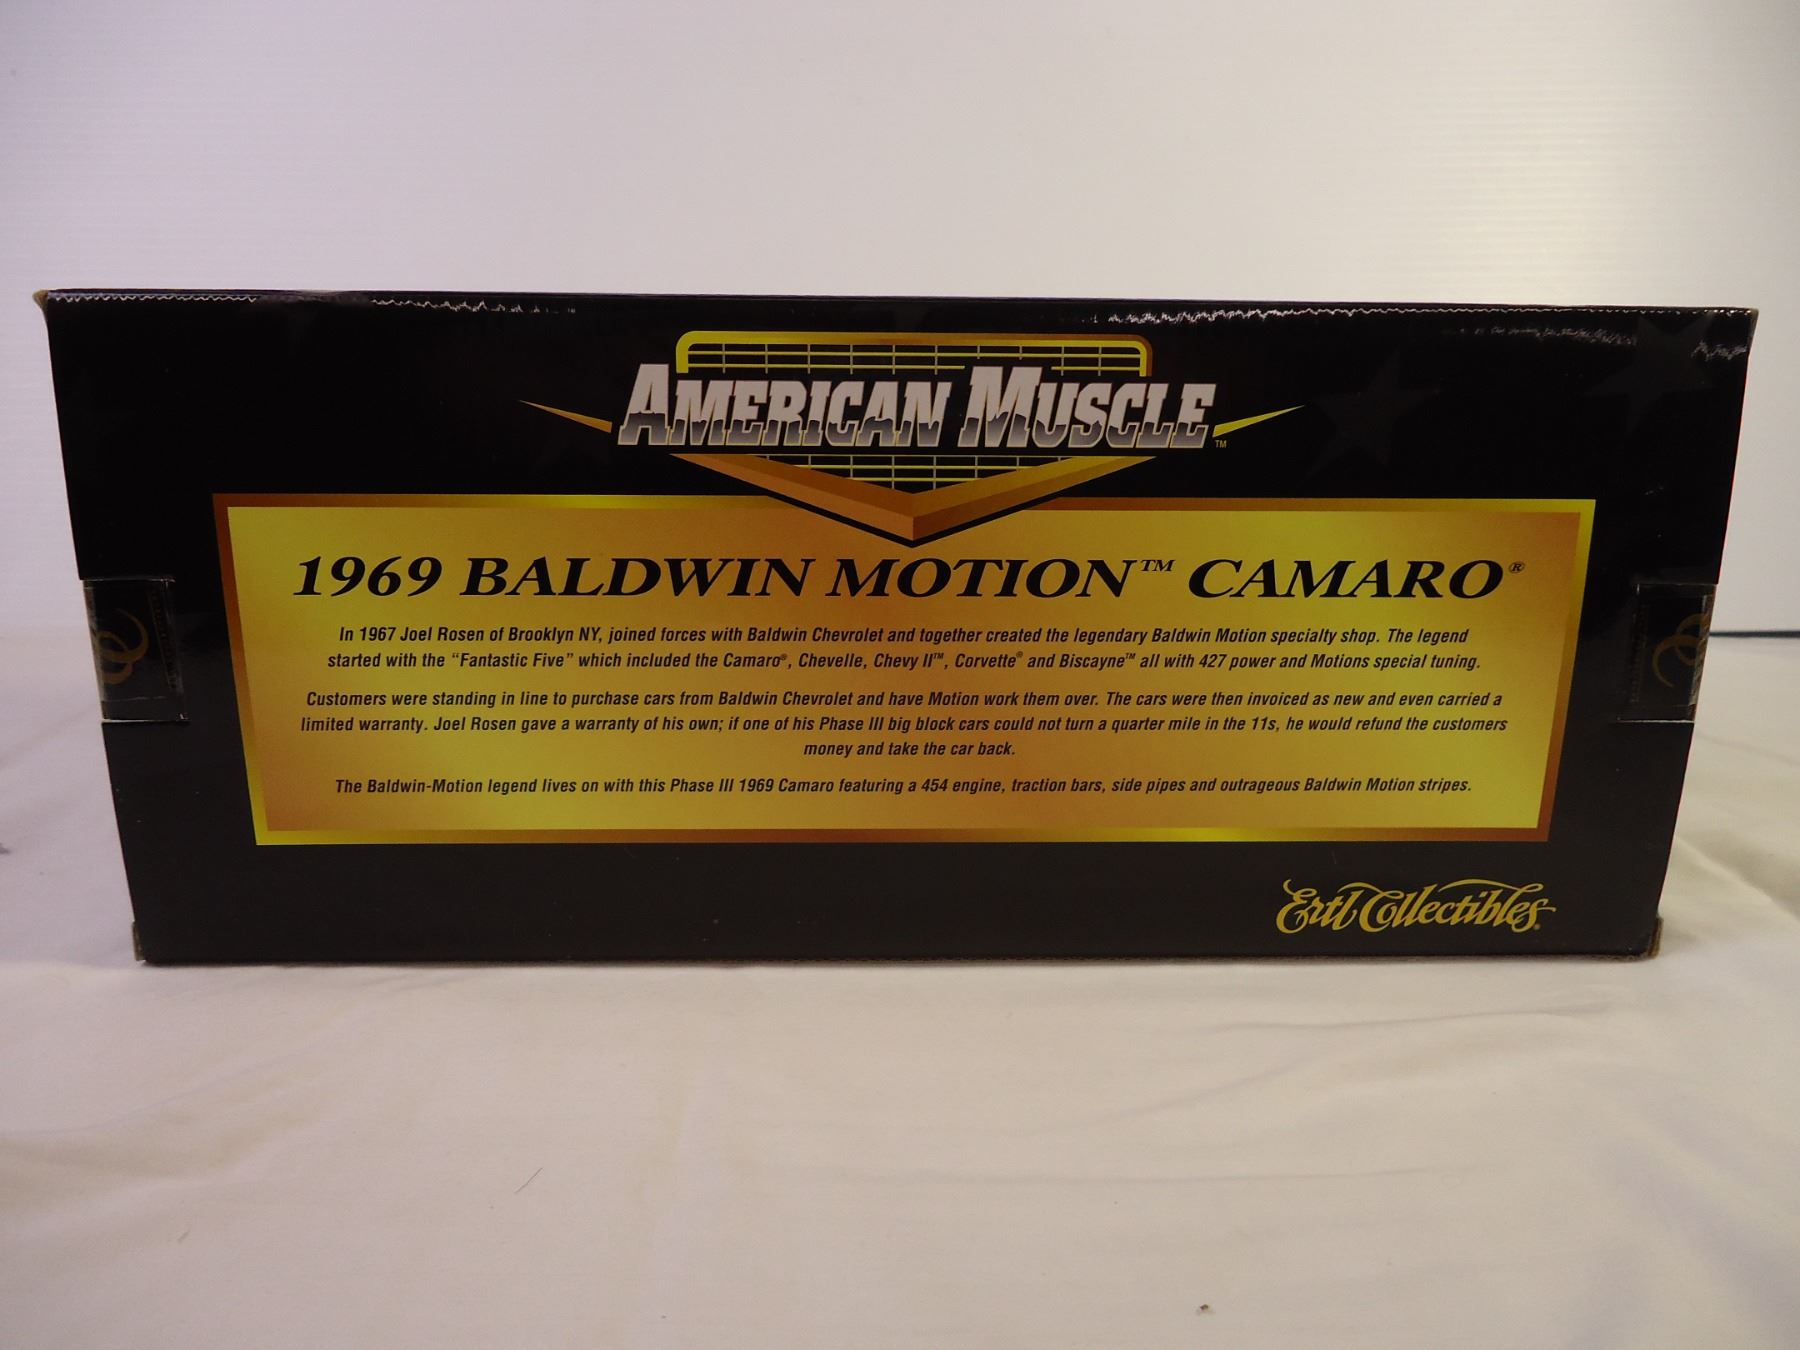 AMERICAN MUSCLE™
1969 BALDWIN MOTION™ CAMARO®
In 1967 Joel Rosen of Brooklyn NY, joined forces with Baldwin Chevrolet and together created the legendary Baldwin Motion specialty shop. The legend
started with the “Fantastic Five” which included the Camaro®, Chevelle, Chevy II™, Corvette® and Biscayne™ all with 427 power and Motions special tuning.
Customers were standing in line to purchase cars from Baldwin Chevrolet and have Motion work them over. The cars were then invoiced as new and even carried a
limited warranty. Joel Rosen gave a warranty of his own; if one of his Phase III big block cars could not turn a quarter mile in the 11s, he would refund the customers
money and take the car back.
The Baldwin-Motion legend lives on with this Phase III 1969 Camaro featuring a 454 engine, traction bars, side pipes and outrageous Baldwin Motion stripes.
Ertl Collectibles®